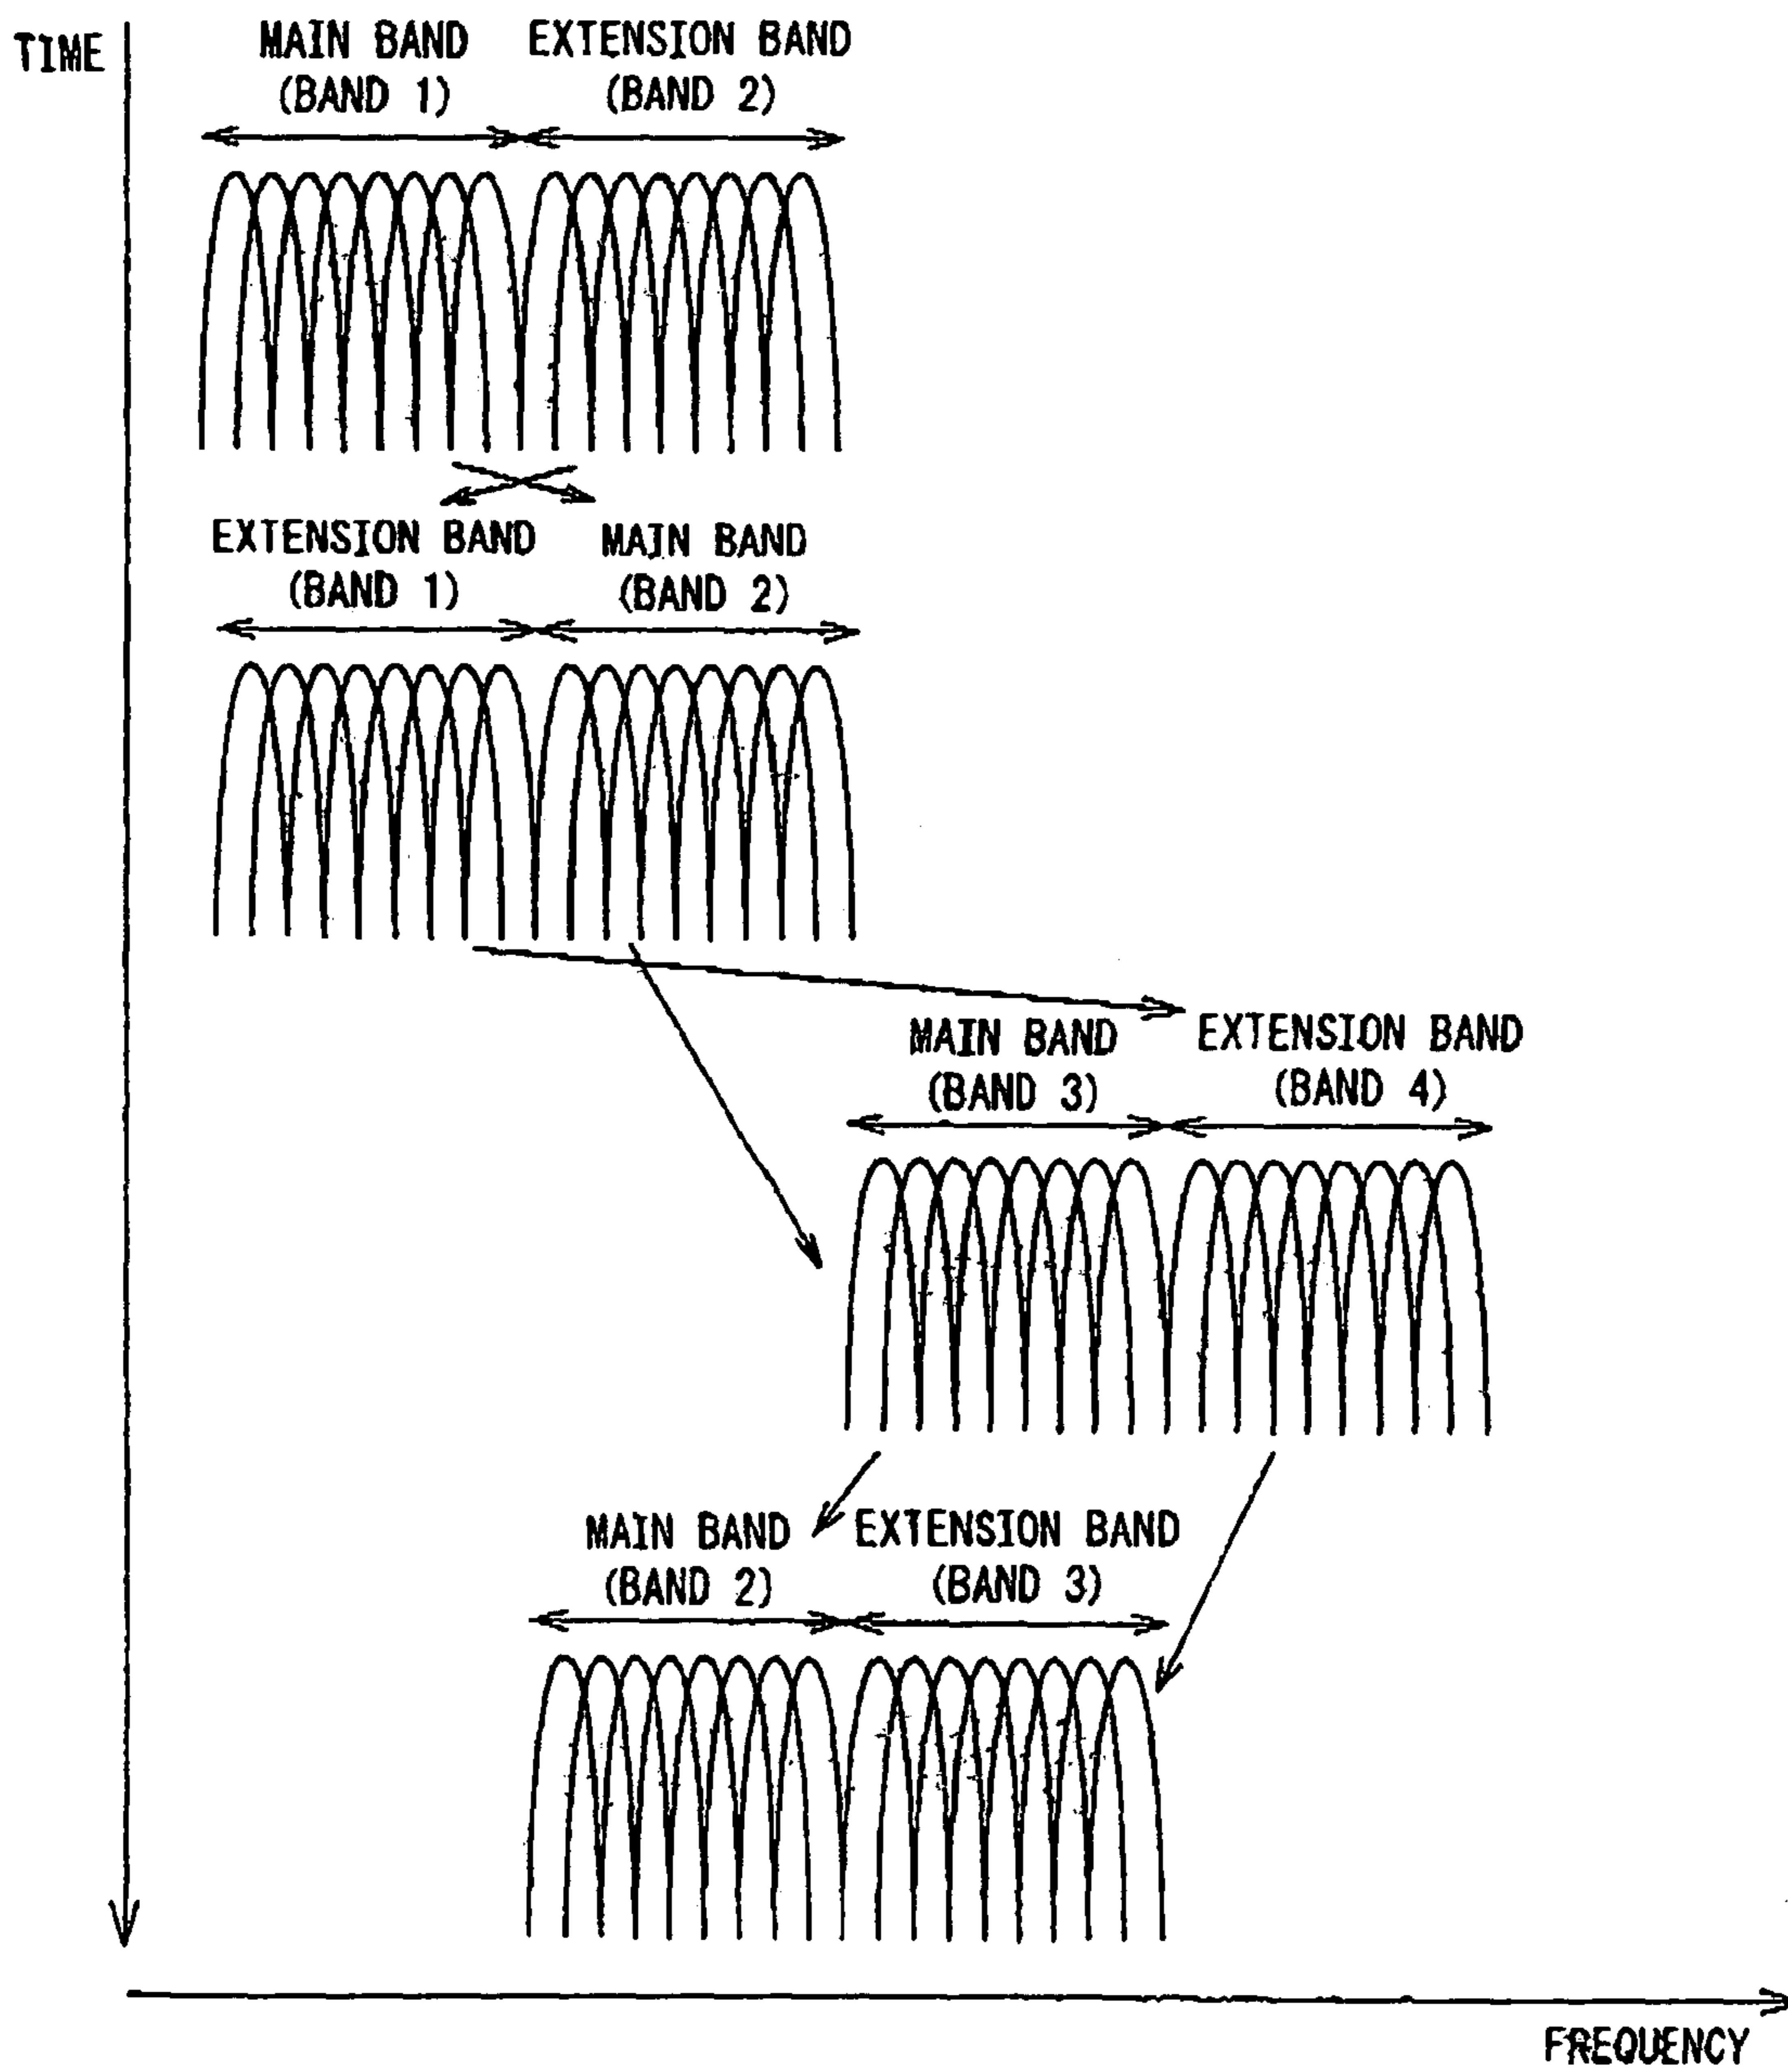 TIME
MAIN BAND EXTENSION BAND
(BAND 1) (BAND 2)
EXTENSION BAND MAIN BAND
(BAND 1) (BAND 2)
MAIN BAND EXTENSION BAND
(BAND 3) (BAND 4)
MAIN BAND EXTENSION BAND
(BAND 2) (BAND 3)
FREQUENCY